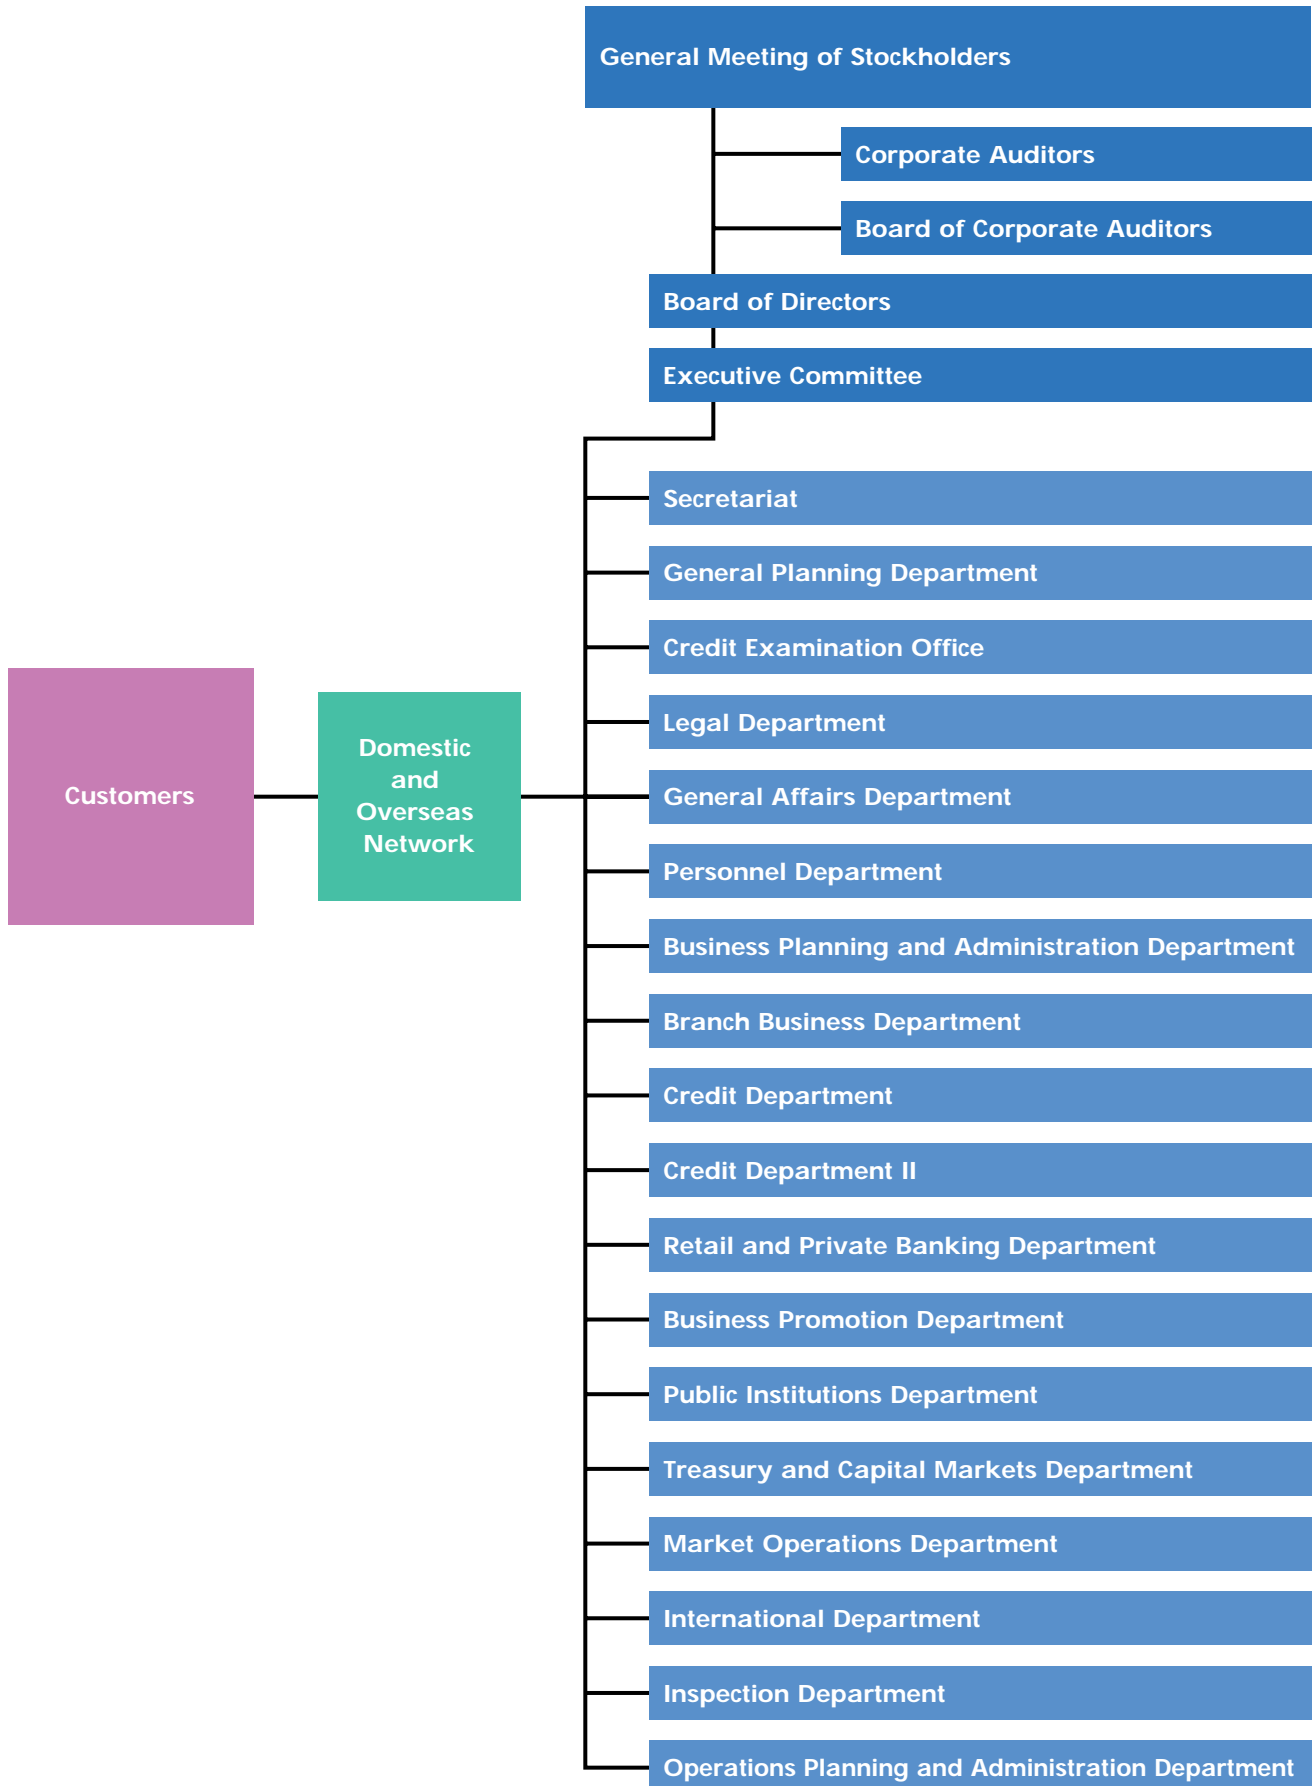 General Meeting of Stockholders
Corporate Auditors
Board of Corporate Auditors
Board of Directors
Executive Committee
Secretariat
General Planning Department
Credit Examination Office
Legal Department
Customers
Domestic
and
Overseas
Network
General Affairs Department
Personnel Department
Business Planning and Administration Department
Branch Business Department
Credit Department
Credit Department II
Retail and Private Banking Department
Business Promotion Department
Public Institutions Department
Treasury and Capital Markets Department
Market Operations Department
International Department
Inspection Department
Operations Planning and Administration Department